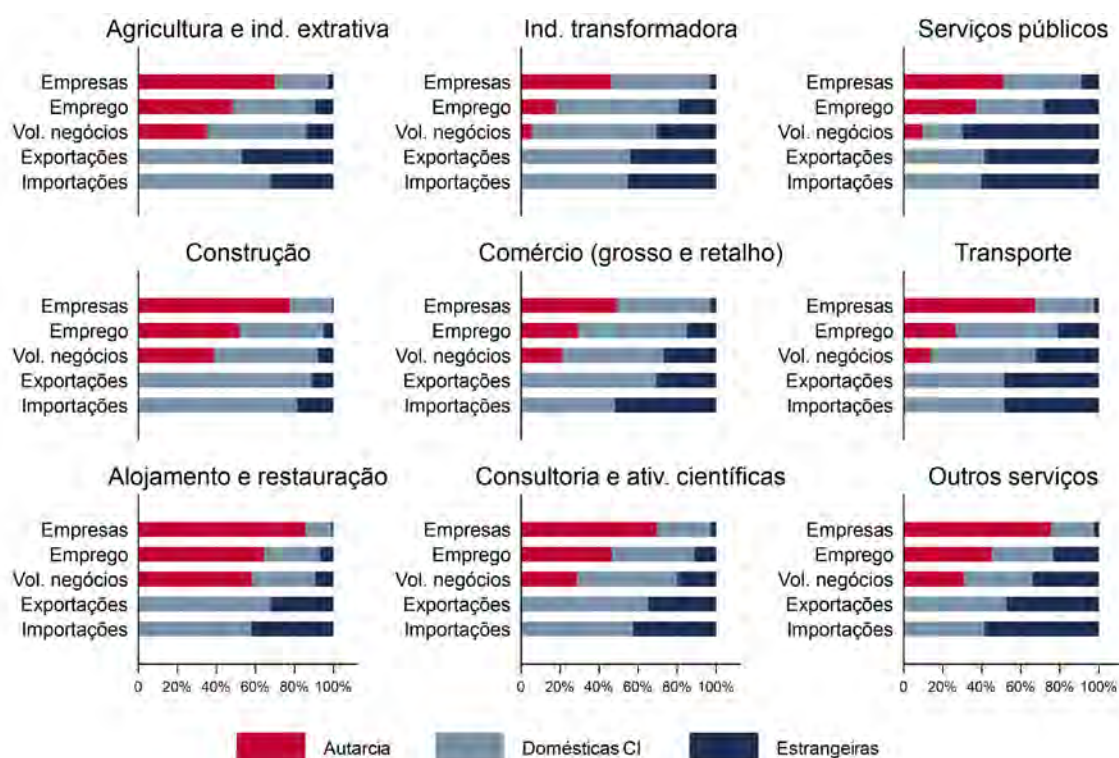 Agricultura e ind. extrativa
Empresas
Emprego
Vol. negócios
Exportações
Importações
Ind. transformadora
Empresas
Emprego
Vol. negócios
Exportações
Importações
Serviços públicos
Empresas
Emprego
Vol. negócios
Exportações
Importações
Construção
Empresas
Emprego
Vol. negócios
Exportações
Importações
Comércio (grosso e retalho)
Empresas
Emprego
Vol. negócios
Exportações
Importações
Transporte
Empresas
Emprego
Vol. negócios
Exportações
Importações
Alojamento e restauração
Empresas
Emprego
Vol. negócios
Exportações
Importações
0 20% 40% 60% 80% 100%
Consultoria e ativ. científicas
Empresas
Emprego
Vol. negócios
Exportações
Importações
0 20% 40% 60% 80% 100%
Outros serviços
Empresas
Emprego
Vol. negócios
Exportações
Importações
0 20% 40% 60% 80% 100%
Autarcia Domésticas CI Estrangeiras